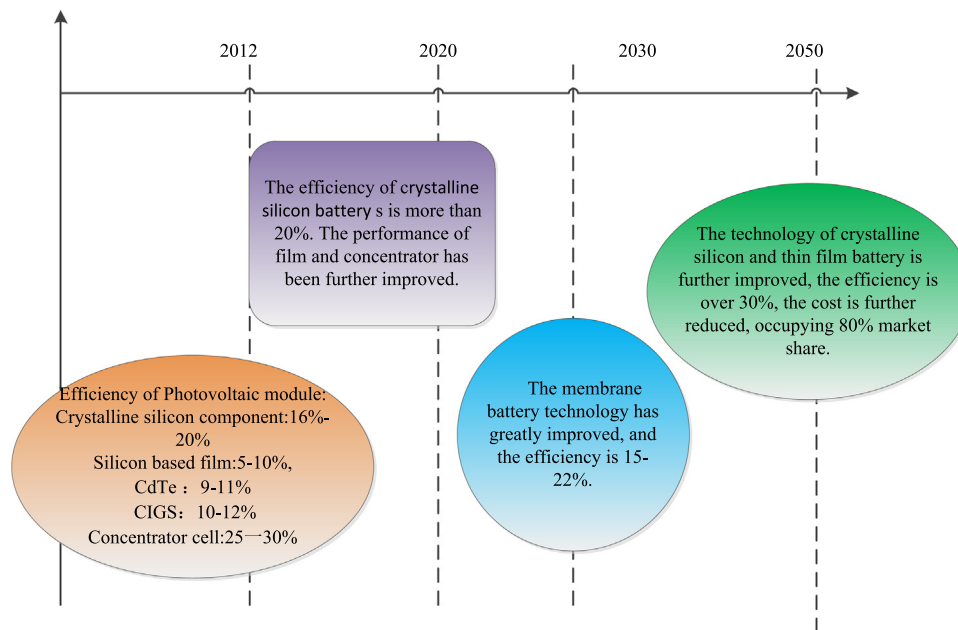 2012
2020
2030
2050
The efficiency of crystalline
silicon battery s is more than
20%. The performance of
film and concentrator has
been further improved.
The technology of crystalline
silicon and thin film battery is
further improved, the efficiency is
over 30%, the cost is further
reduced, occupying 80% market
share.
Efficiency of Photovoltaic module:
Crystalline silicon component:16%-
20%
Silicon based film:5-10%,
CdTe：9-11%
CIGS：10-12%
Concentrator cell:25一30%
The membrane
battery technology has
greatly improved, and
the efficiency is 15-
22%.